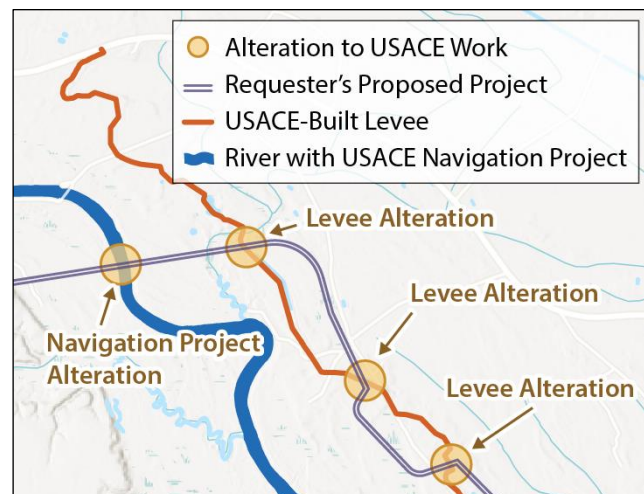 Alteration to USACE Work
Requester's Proposed Project
USACE-Built Levee
River with USACE Navigation Project
Levee Alteration
Levee Alteration
Navigation Project
Alteration
Levee Alteration